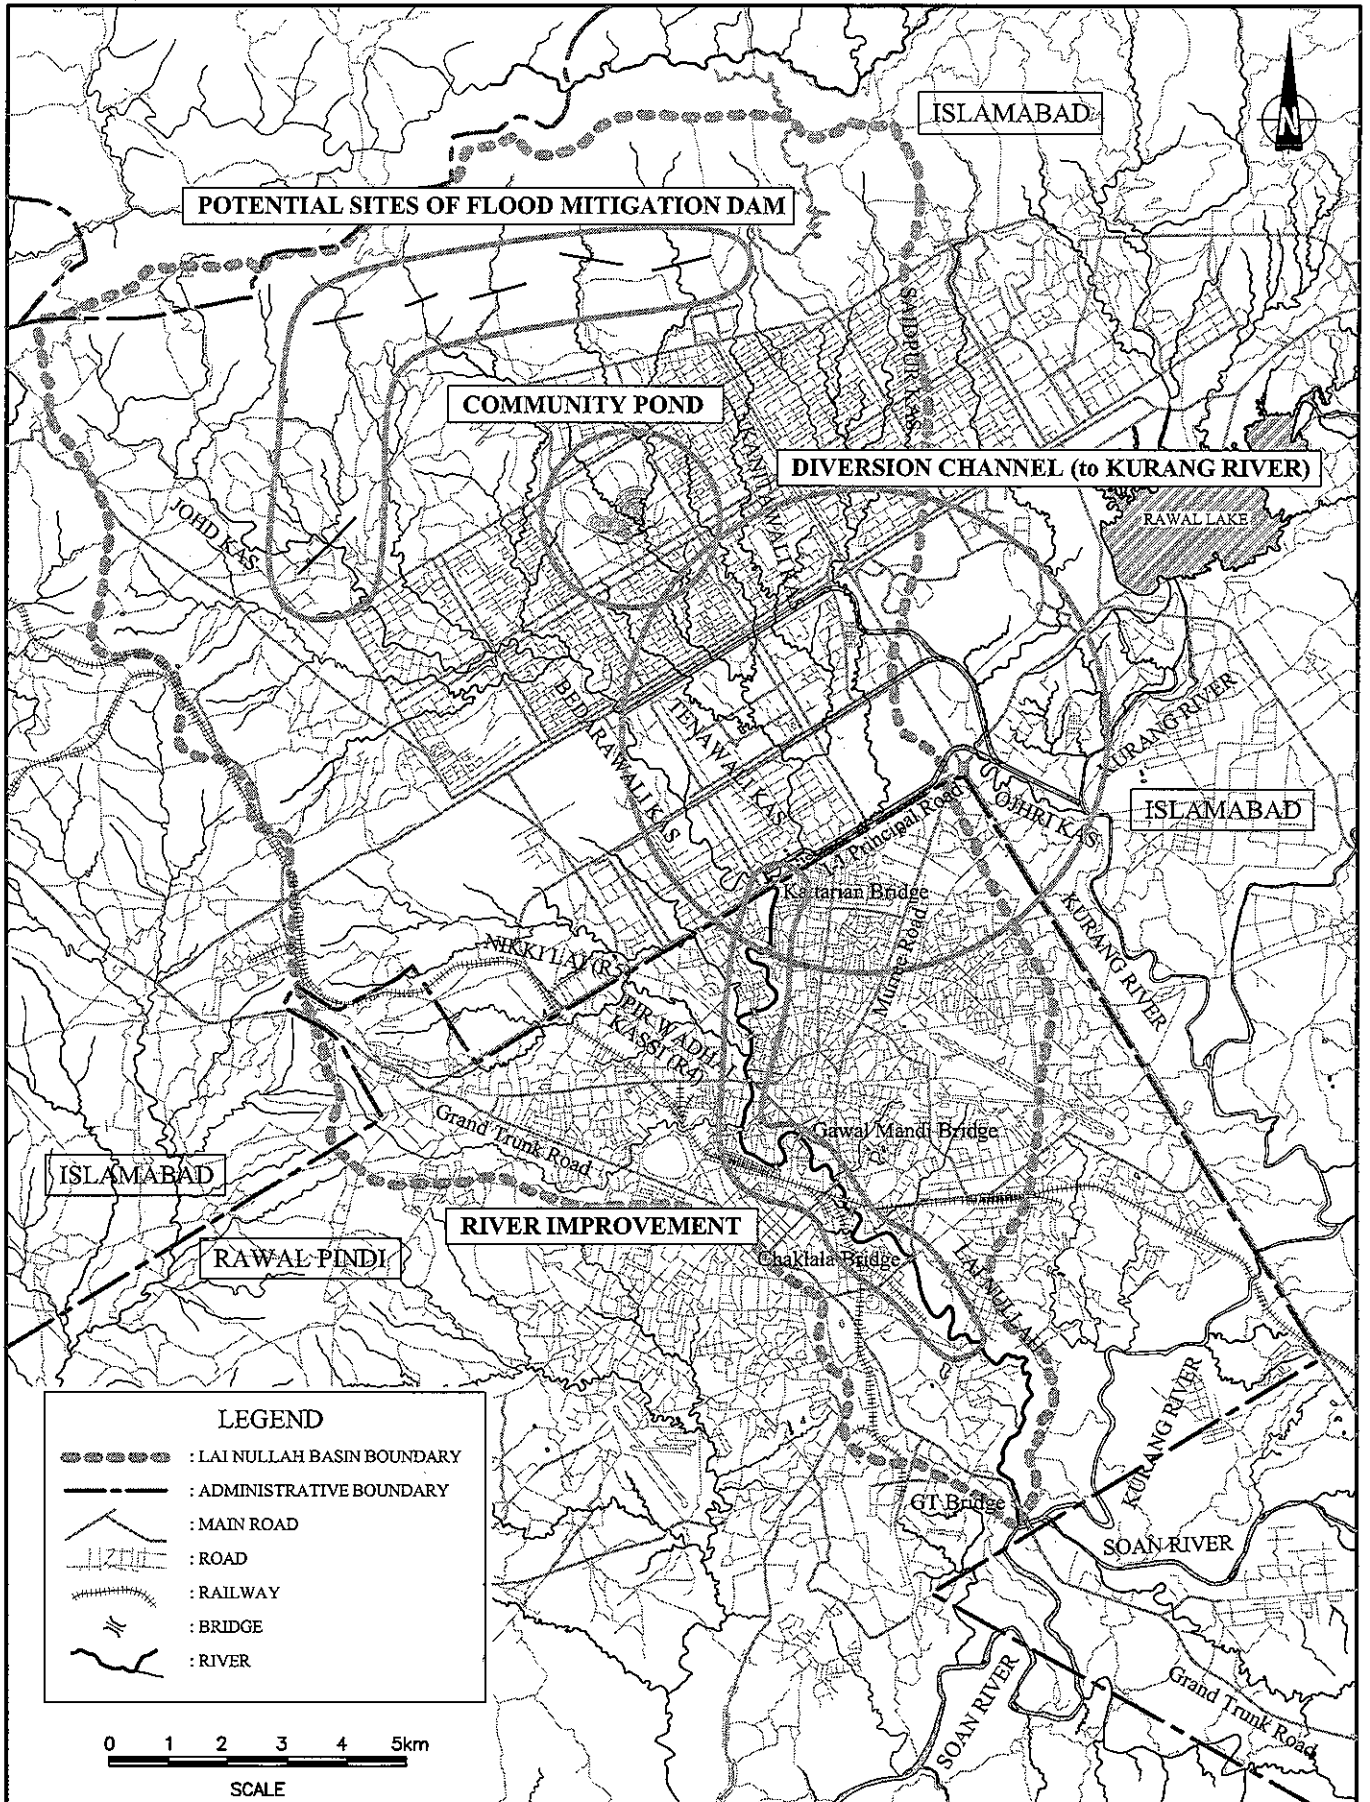 ISLAMABAD
N
POTENTIAL SITES OF FLOOD MITIGATION DAM
SAIDPUR KAS
COMMUNITY POND
KANITAWALI KAS
DIVERSION CHANNEL (to KURANG RIVER)
RAWAL LAKE
JOHD KAS
BEDARAWALI KAS
TENAWALI KAS
KURANG RIVER
ISLAMABAD
OJHRI KAS
I-J Principal Road
Kattarian Bridge
KURANG RIVER
Murree Road
NIKKI LAI (R5)
PIR WADHAI
KASSI (R4)
Grand Trunk Road
Gawal Mandi Bridge
ISLAMABAD
RIVER IMPROVEMENT
RAWAL PINDI
Chaklala Bridge
LAI NULLAH
KURANG RIVER
GT Bridge
SOAN RIVER
SOAN RIVER
Grand Trunk Road
LEGEND
: LAI NULLAH BASIN BOUNDARY
: ADMINISTRATIVE BOUNDARY
: MAIN ROAD
: ROAD
: RAILWAY
: BRIDGE
: RIVER
0 1 2 3 4 5km
SCALE